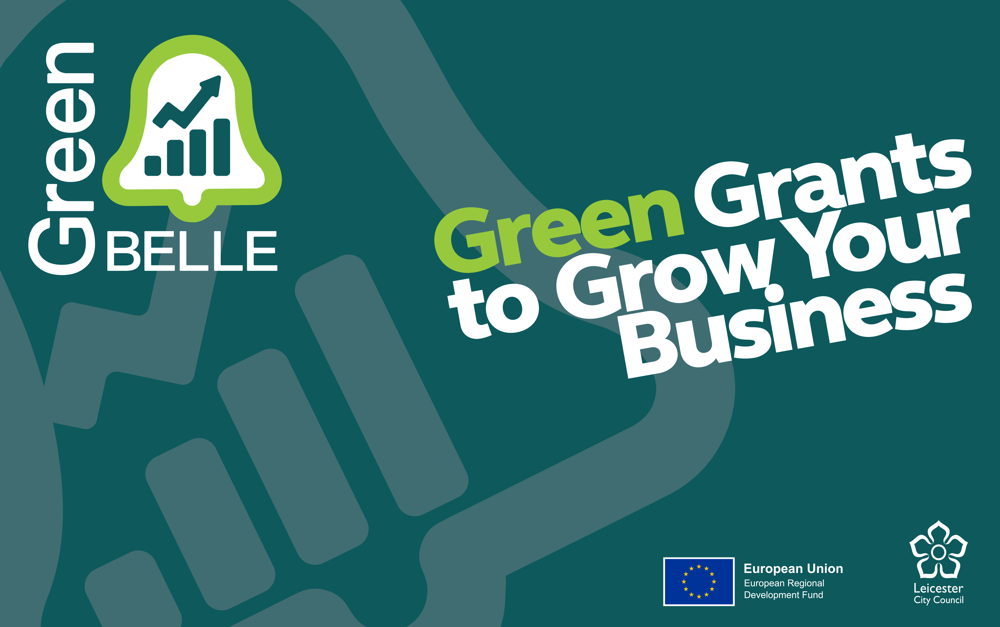 Green
BELLE
Green Grants
to Grow Your
Business
European Union
European Regional
Development Fund
Leicester
City Council